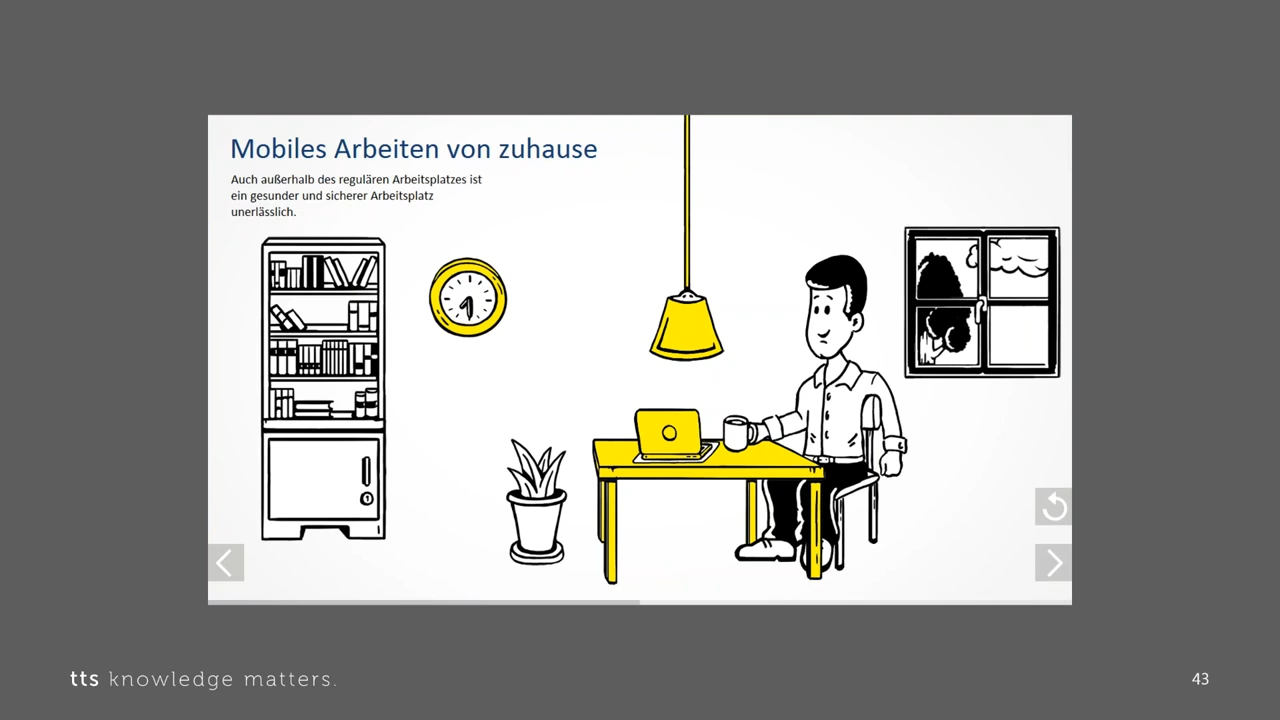 Mobiles Arbeiten von zuhause
Auch außerhalb des regulären Arbeitsplatzes ist
ein gesunder und sicherer Arbeitsplatz
unerlässlich.
tts knowledge matters.
43